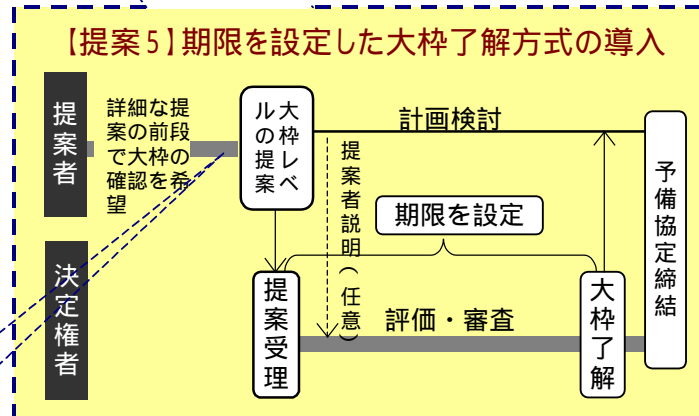 【提案5】期限を設定した大枠了解方式の導入
提案者
詳細な提
案の前段
で大枠の
確認を希
望
大枠レベ
ルの提案
計画検討
提案者説明(任意)
期限を設定
予備協定締結
決定権者
提案受理
評価・審査
大枠了解